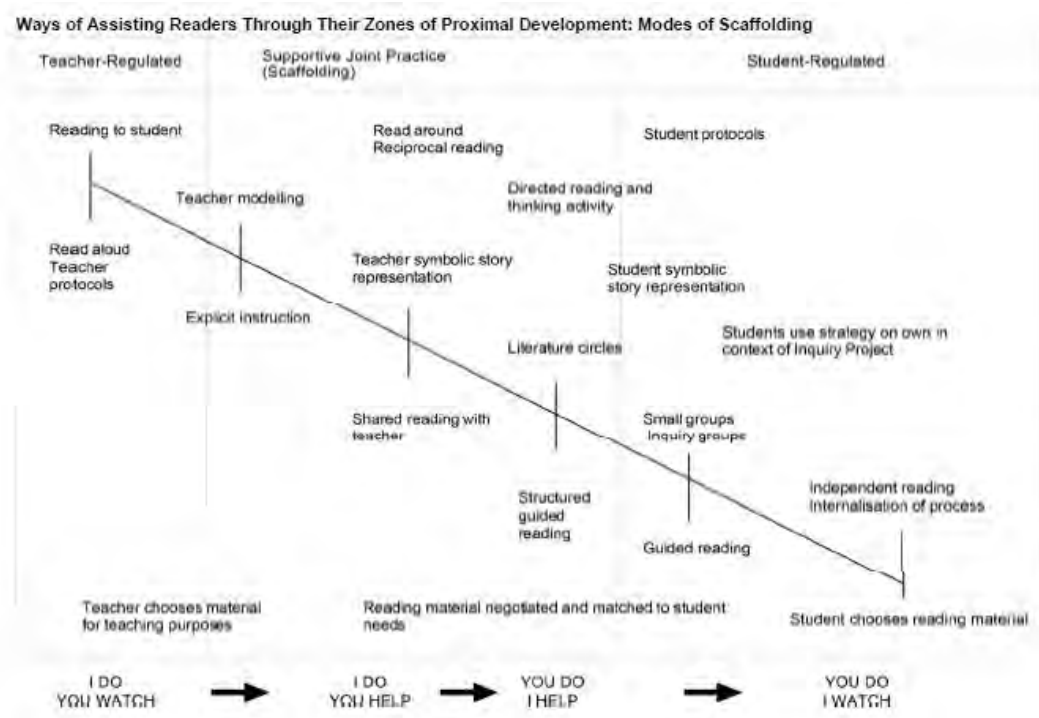 Ways of Assisting Readers Through Their Zones of Proximal Development: Modes of Scaffolding
Teacher-Regulated
Supportive Joint Practice
(Scaffolding)
Student-Regulated
Reading to student
Read around
Reciprocal reading
Student protocols
Teacher modelling
Directed reading and
thinking activity
Read aloud
Teacher
protocols
Teacher symbolic story
representation
Student symbolic
story representation
Explicit instruction
Literature circles
Students use strategy on own in
context of Inquiry Project
Shared reading with
teacher
Small groups
Inquiry groups
Structured
guided
reading
Guided reading
Independent reading
Internalisation of process
Teacher chooses material
for teaching purposes
Reading material negotiated and matched to student
needs
Student chooses reading material
I DO
YOU WATCH
I DO
YOU HELP
YOU DO
I HELP
YOU DO
I WATCH